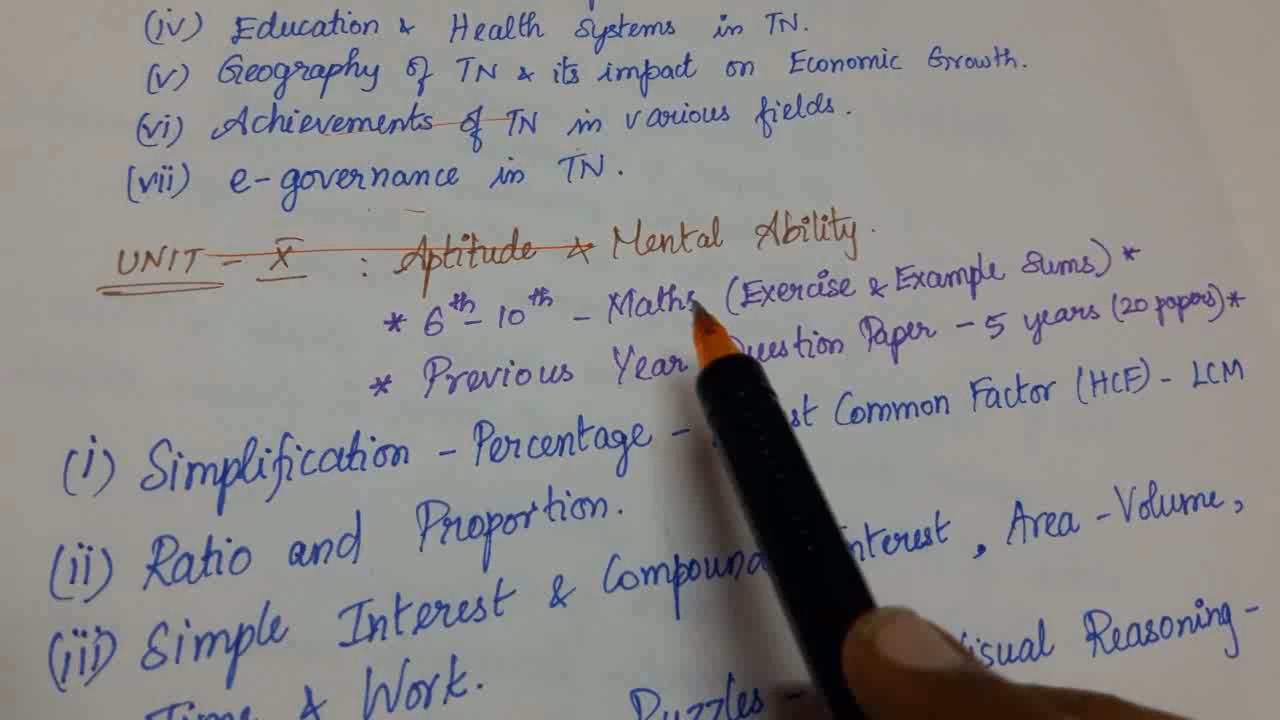 (iv) Education & Health Systems in TN.
(v) Geography of TN & its impact on Economic Growth.
(vi) Achievements of TN in various fields.
(vii) e-governance in TN.
UNIT - X : Aptitude & Mental Ability.
* 6th - 10th - Maths (Exercise & Example Sums) *
* Previous Year Question Paper - 5 years (20 papers) *
(i) Simplification - Percentage - Common Factor (HCF) - LCM
(ii) Ratio and Proportion.
(iii) Simple Interest & Compound Interest, Area - Volume,
Time & Work.
Puzzles - Visual Reasoning -